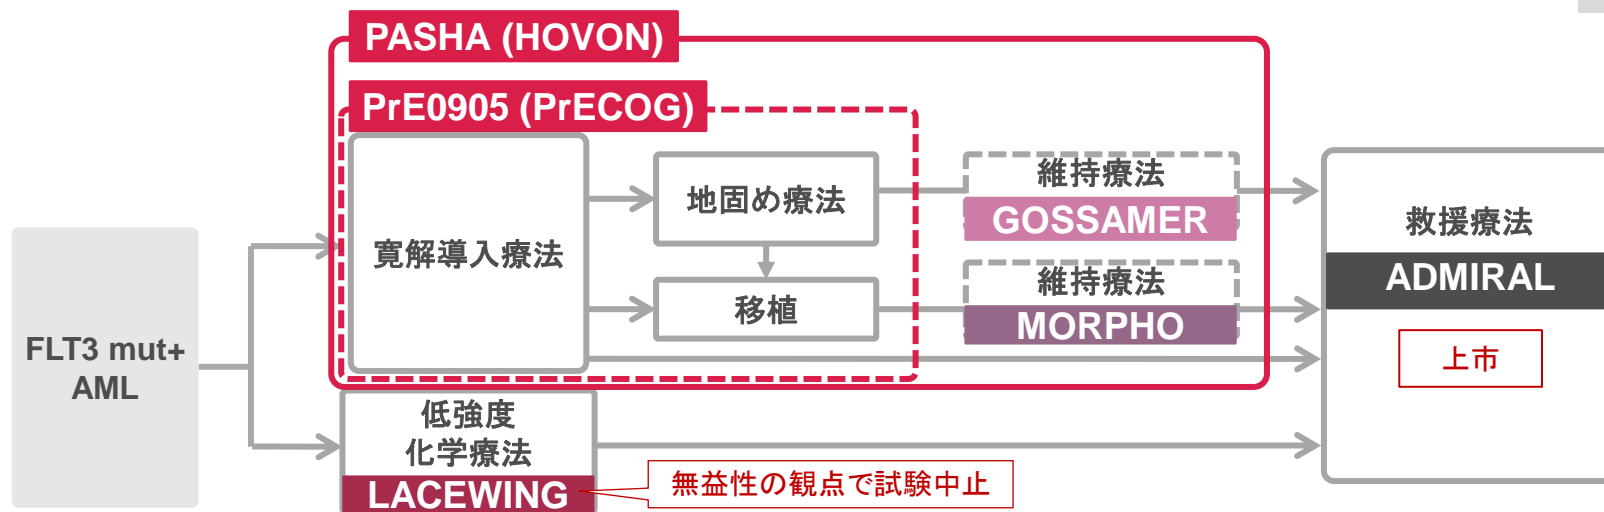 PASHA (HOVON)
PrE0905 (PrECOG)
FLT3 mut+
AML
寛解導入療法
地固め療法
移植
維持療法
GOSSAMER
維持療法
MORPHO
救援療法
ADMIRAL
上市
低強度
化学療法
LACEWING
無益性の観点で試験中止